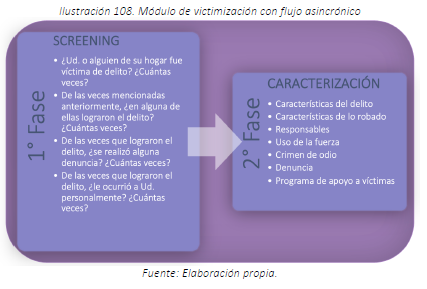 Ilustración 108. Módulo de victimización con flujo asincrónico
1° Fase
SCREENING
• ¿Ud. o alguien de su hogar fue
víctima de delito? ¿Cuántas
veces?
• De las veces mencionadas
anteriormente, ¿en alguna de
ellas lograron el delito?
¿Cuántas veces?
• De las veces que lograron el
delito, ¿se realizó alguna
denuncia? ¿Cuántas veces?
• De las veces que lograron el
delito, ¿le ocurrió a Ud.
personalmente? ¿Cuántas
veces?
2° Fase
CARACTERIZACIÓN
• Características del delito
• Características de lo robado
• Responsables
• Uso de la fuerza
• Crimen de odio
• Denuncia
• Programa de apoyo a víctimas
Fuente: Elaboración propia.